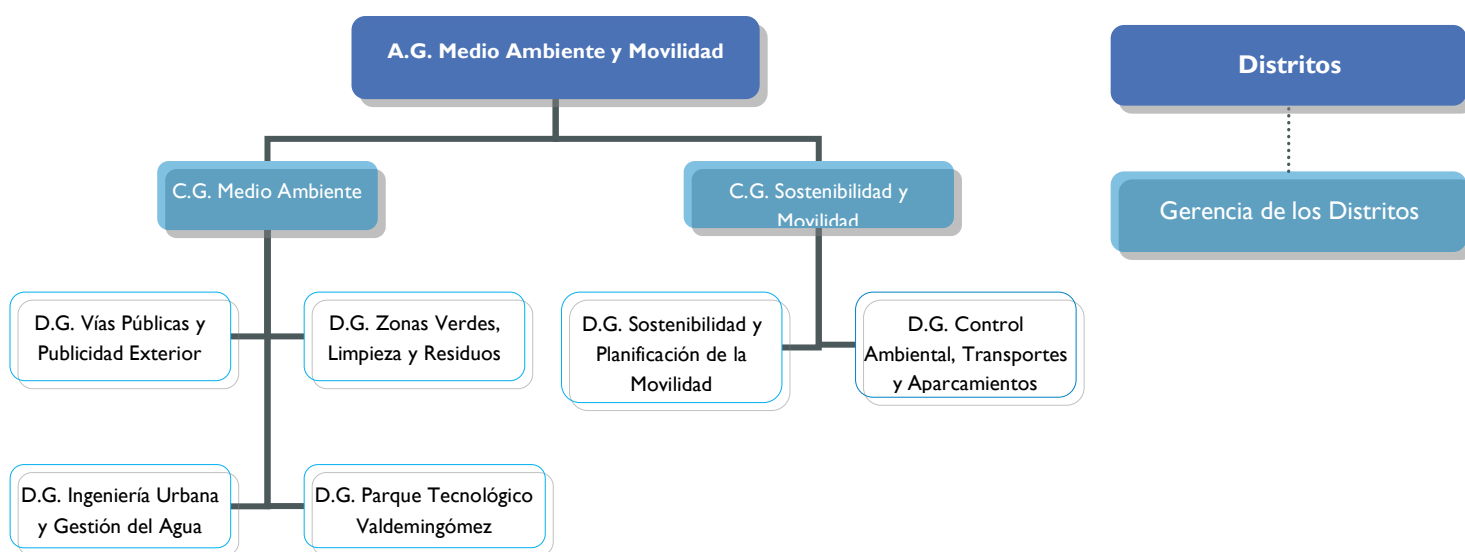 A.G. Medio Ambiente y Movilidad
Distritos
C.G. Medio Ambiente
C.G. Sostenibilidad y
Movilidad
Gerencia de los Distritos
D.G. Vías Públicas y
Publicidad Exterior
D.G. Zonas Verdes,
Limpieza y Residuos
D.G. Sostenibilidad y
Planificación de la
Movilidad
D.G. Control
Ambiental, Transportes
y Aparcamientos
D.G. Ingeniería Urbana
y Gestión del Agua
D.G. Parque Tecnológico
Valdemingómez